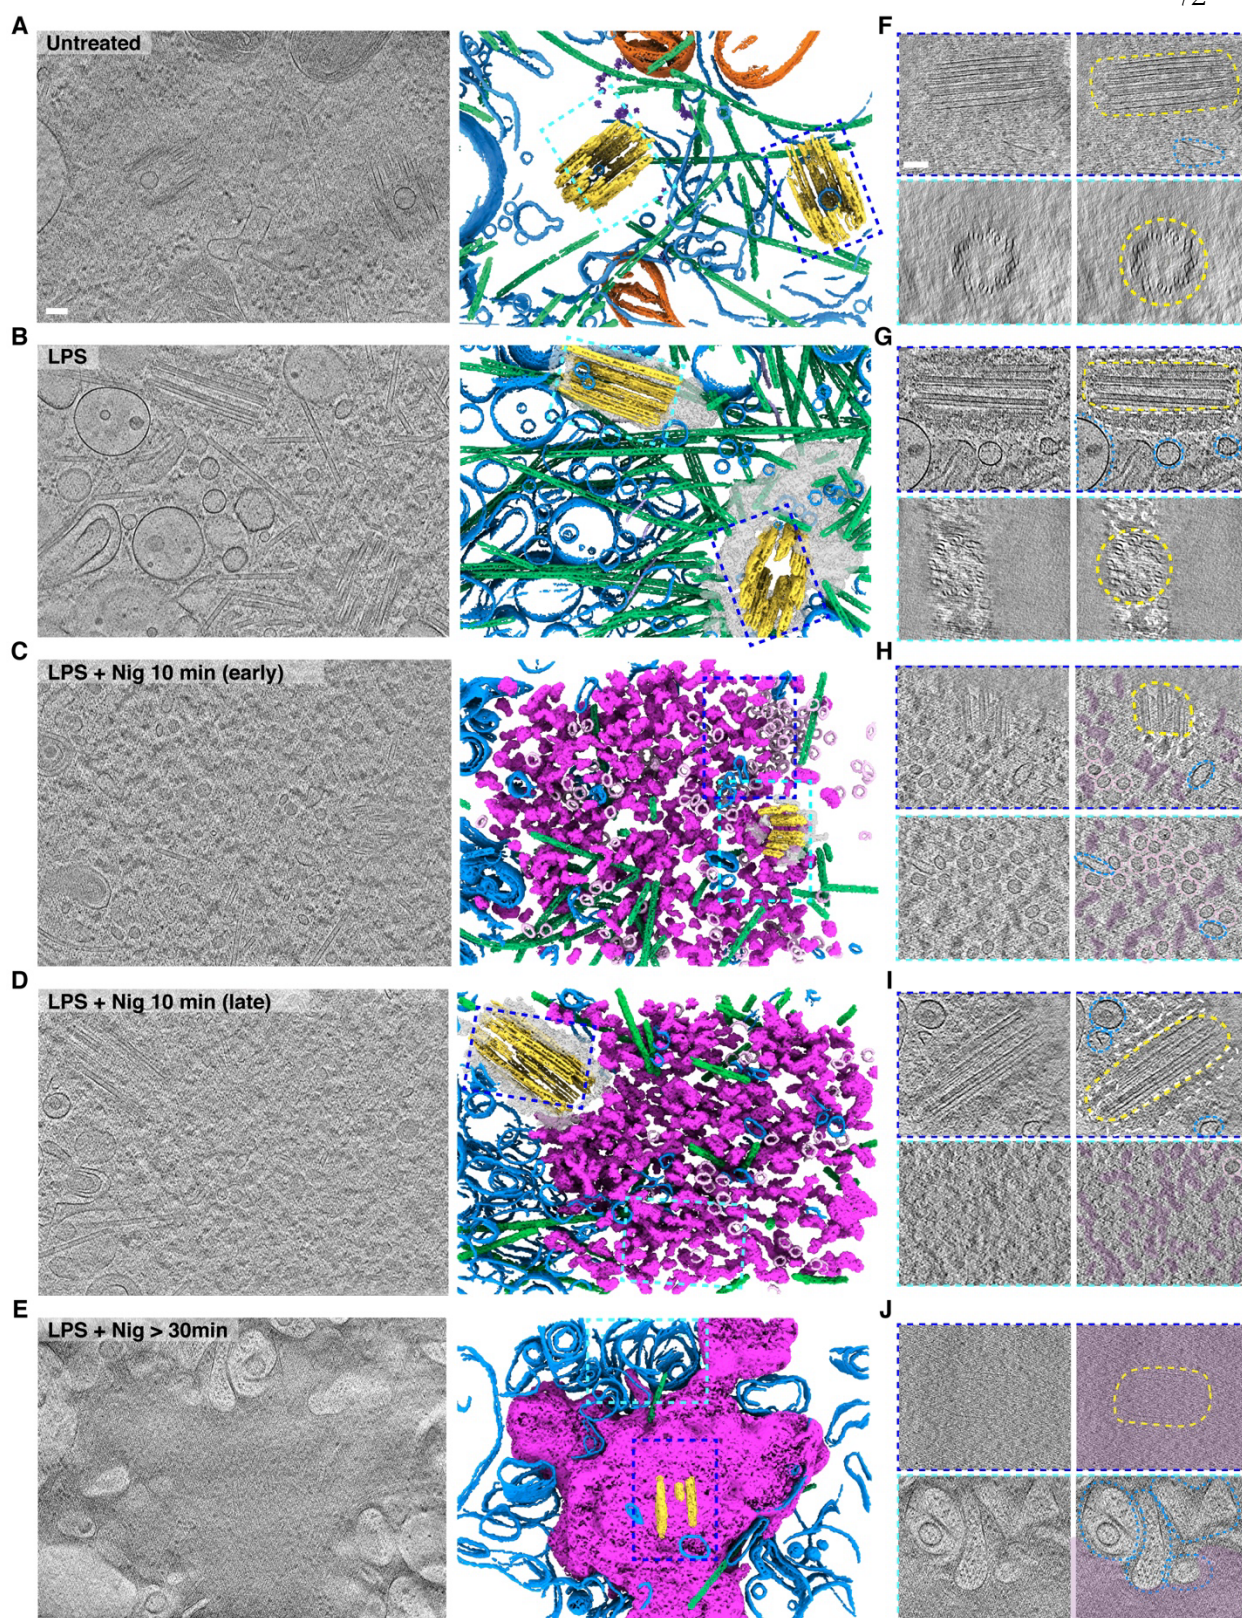 A
Untreated
F
B
LPS
G
C
LPS + Nig 10 min (early)
H
D
LPS + Nig 10 min (late)
I
E
LPS + Nig > 30min
J